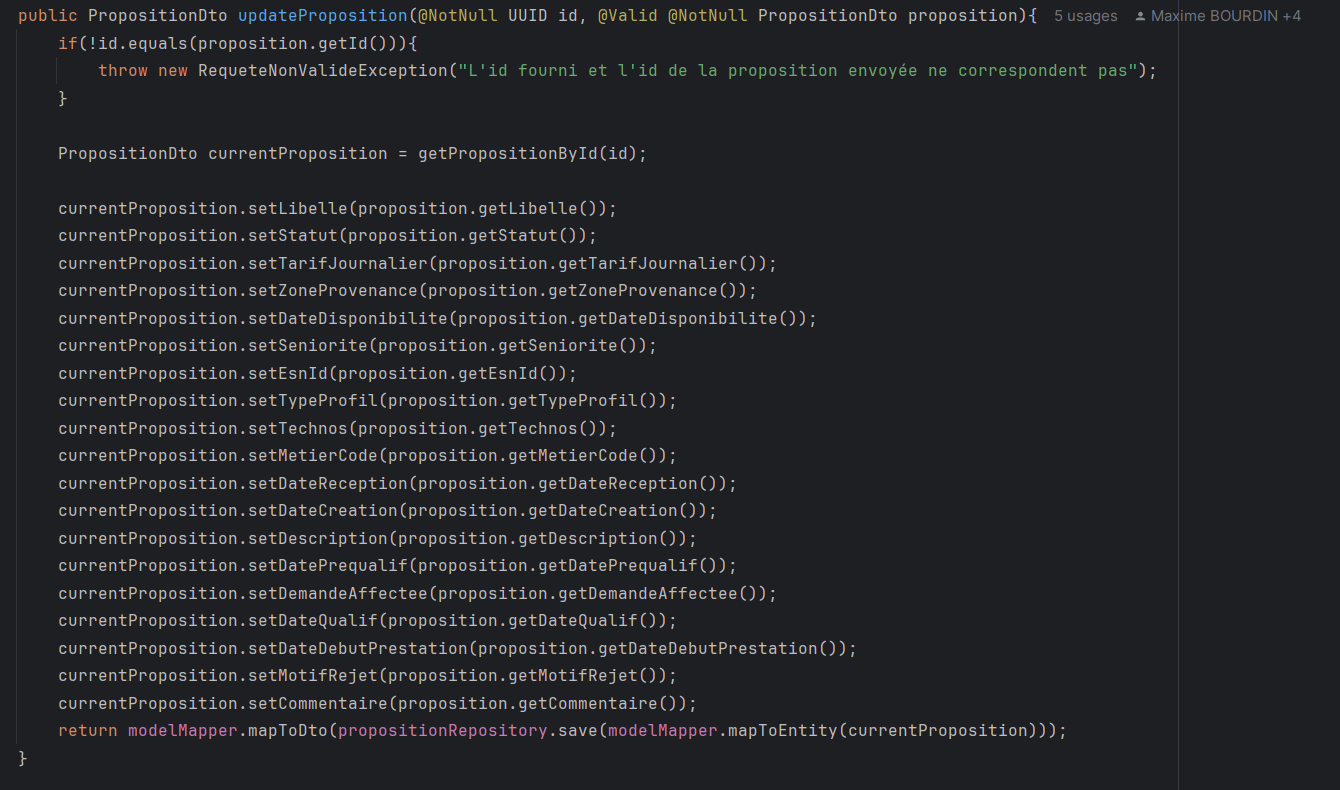 public PropositionDto updateProposition(@NotNull UUID id, @Valid @NotNull PropositionDto proposition){ 5 usages Maxime BOURDIN +4
if(!id.equals(proposition.getId())){
throw new RequeteNonValideException("L'id fourni et l'id de la proposition envoyée ne correspondent pas");
}
PropositionDto currentProposition = getPropositionById(id);
currentProposition.setLibelle(proposition.getLibelle());
currentProposition.setStatut(proposition.getStatut());
currentProposition.setTarifJournalier(proposition.getTarifJournalier());
currentProposition.setZoneProvenance(proposition.getZoneProvenance());
currentProposition.setDateDisponibilite(proposition.getDateDisponibilite());
currentProposition.setSeniorite(proposition.getSeniorite());
currentProposition.setEsnId(proposition.getEsnId());
currentProposition.setTypeProfil(proposition.getTypeProfil());
currentProposition.setTechnos(proposition.getTechnos());
currentProposition.setMetierCode(proposition.getMetierCode());
currentProposition.setDateReception(proposition.getDateReception());
currentProposition.setDateCreation(proposition.getDateCreation());
currentProposition.setDescription(proposition.getDescription());
currentProposition.setDatePrequalif(proposition.getDatePrequalif());
currentProposition.setDemandeAffectee(proposition.getDemandeAffectee());
currentProposition.setDateQualif(proposition.getDateQualif());
currentProposition.setDateDebutPrestation(proposition.getDateDebutPrestation());
currentProposition.setMotifRejet(proposition.getMotifRejet());
currentProposition.setCommentaire(proposition.getCommentaire());
return modelMapper.mapToDto(propositionRepository.save(modelMapper.mapToEntity(currentProposition)));
}